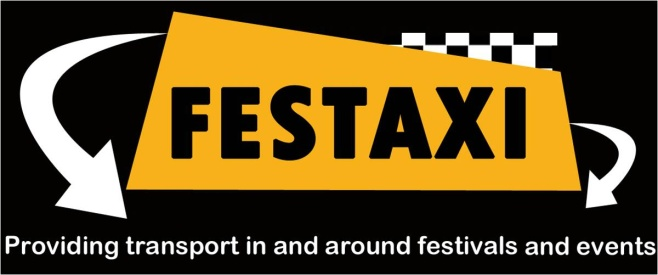 FESTAXI
Providing transport in and around festivals and events